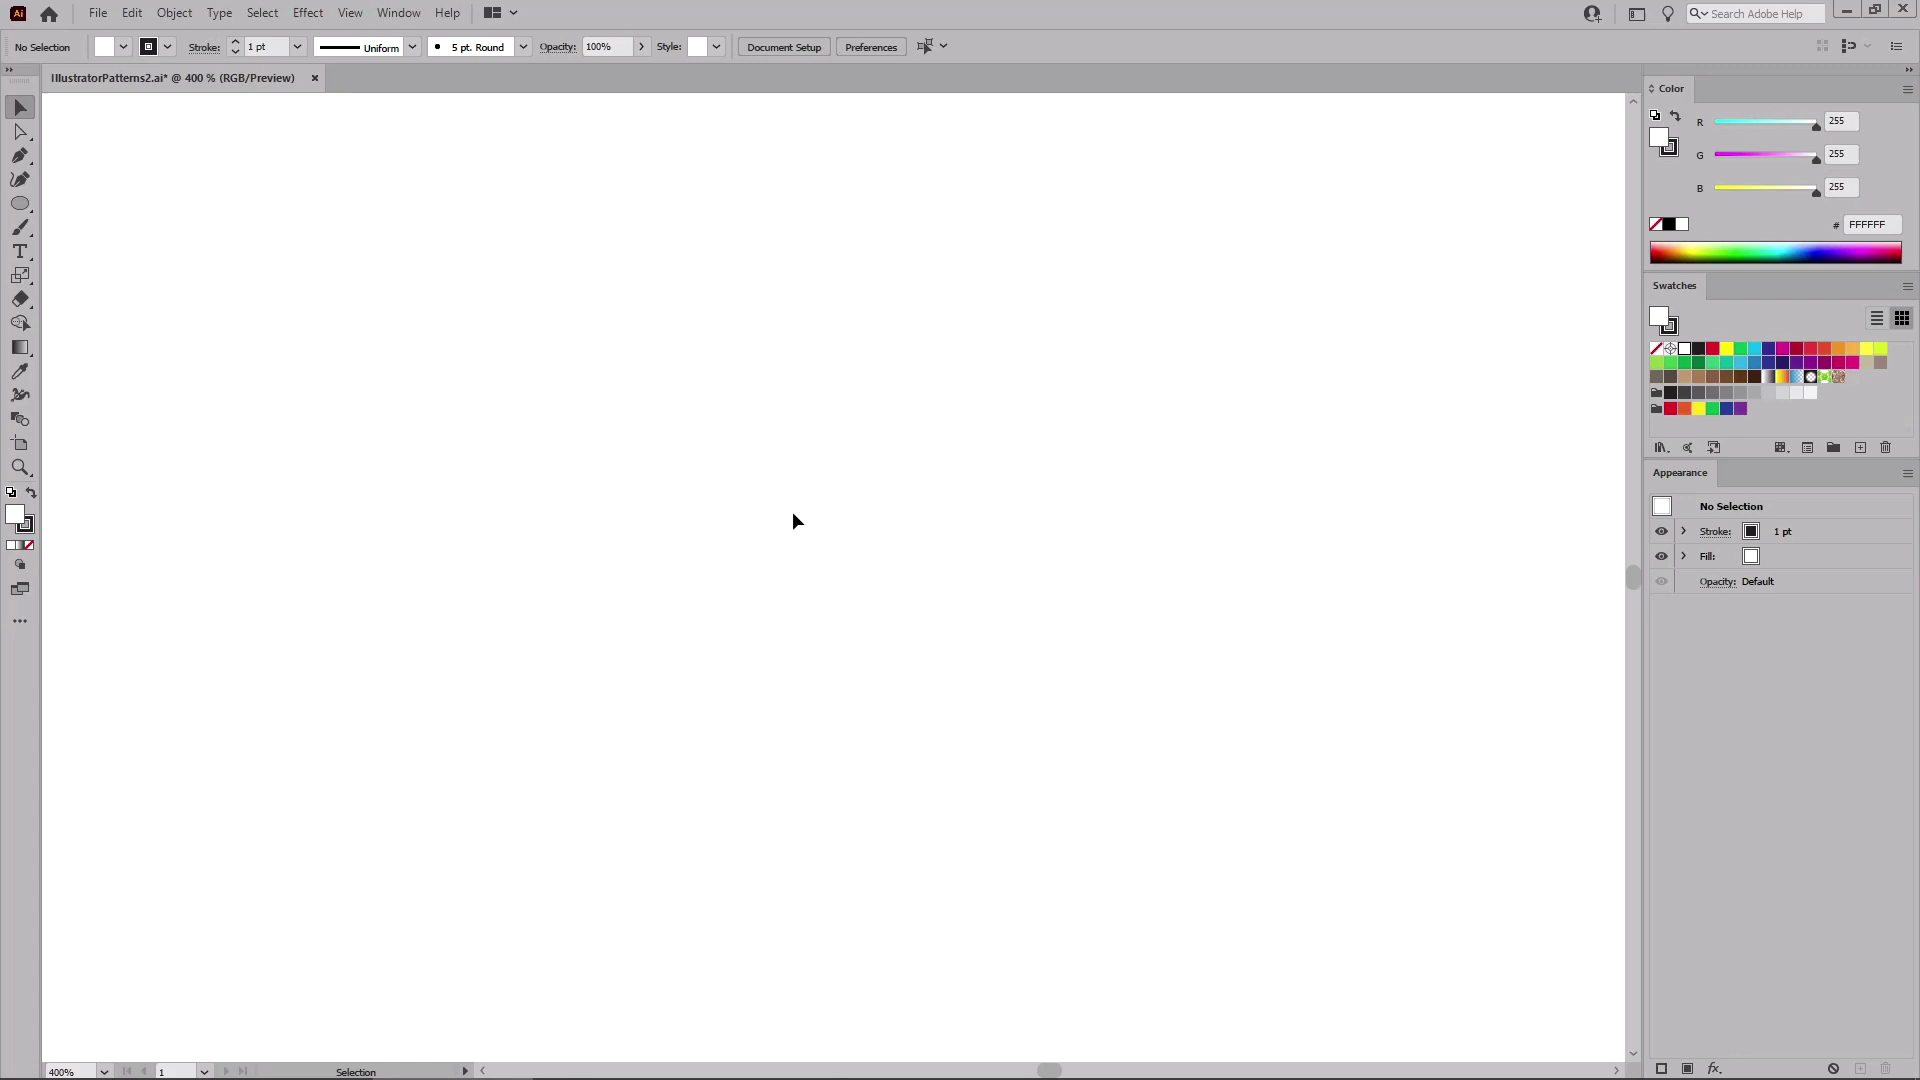 Ai File Edit Object Type Select Effect View Window Help Search Adobe Help
No Selection Stroke: 1 pt Uniform 5 pt. Round Opacity: 100% Style: Document Setup Preferences
IllustratorPatterns2.ai* @ 400 % (RGB/Preview) ×
Color
R 255
G 255
B 255
# FFFFFF
Swatches
Appearance
No Selection
Stroke: 1 pt
Fill:
Opacity: Default
400% 1 Selection
fx.